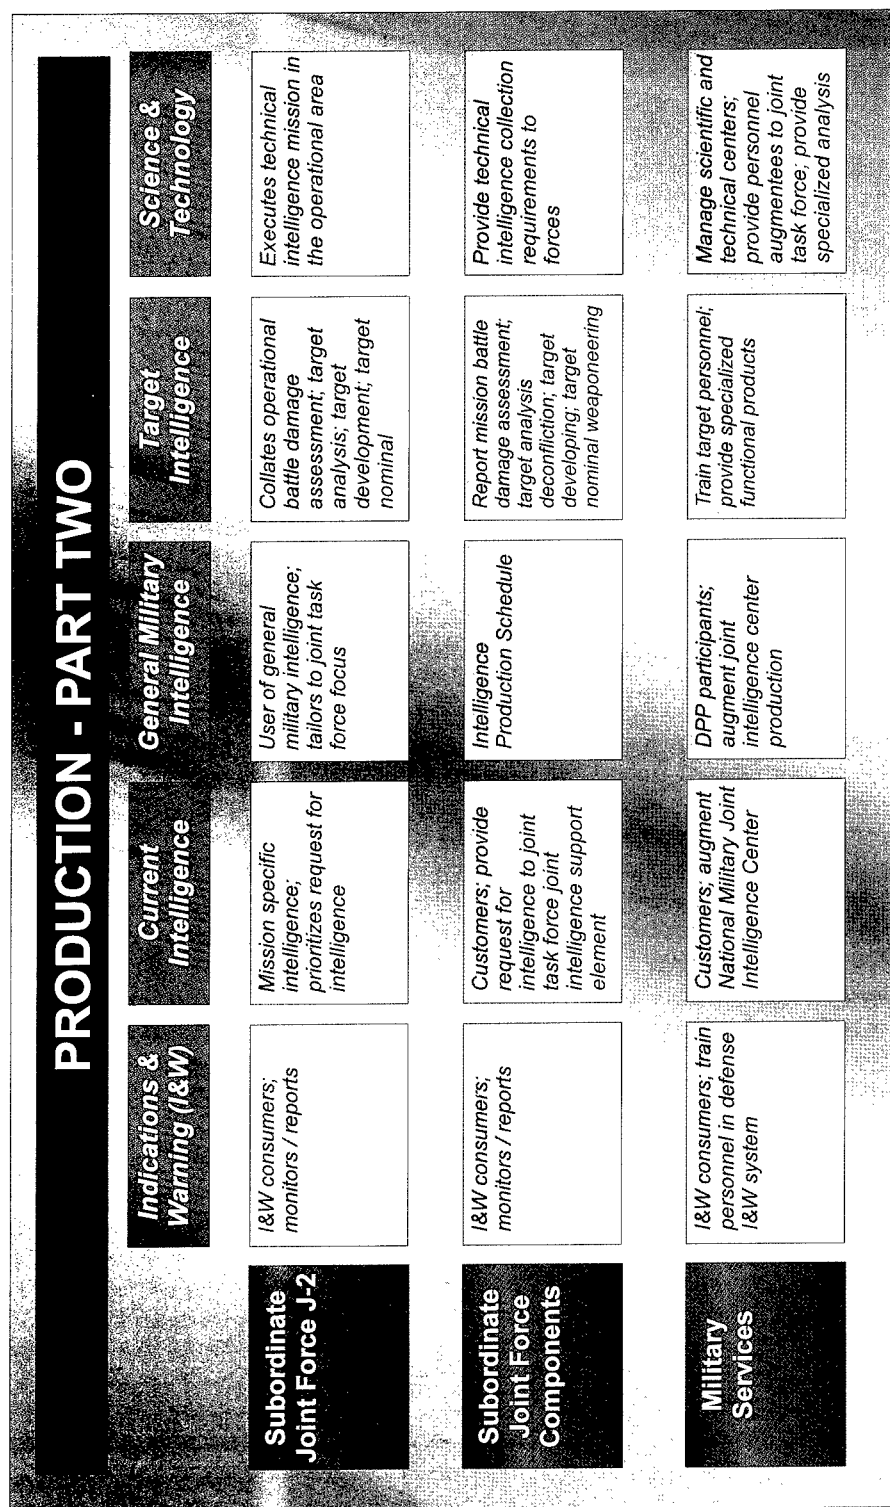 PRODUCTION - PART TWO
Indications &
Warning (I&W)
Current
Intelligence
General Military
Intelligence
Target
Intelligence
Science &
Technology
Subordinate
Joint Force J-2
I&W consumers;
monitors / reports
Mission specific
intelligence;
prioritizes request for
intelligence
User of general
military intelligence;
tailors to joint task
force focus
Collates operational
battle damage
assessment; target
analysis; target
development; target
nominal
Executes technical
intelligence mission in
the operational area
Subordinate
Joint Force
Components
I&W consumers;
monitors / reports
Customers; provide
request for
intelligence to joint
task force joint
intelligence support
element
Intelligence
Production Schedule
Report mission battle
damage assessment;
target analysis
deconfliction; target
developing; target
nominal weaponeering
Provide technical
intelligence collection
requirements to
forces
Military
Services
I&W consumers; train
personnel in defense
I&W system
Customers; augment
National Military Joint
Intelligence Center
DPP participants;
augment joint
intelligence center
production
Train target personnel;
provide specialized
functional products
Manage scientific and
technical centers;
provide personnel
augmentees to joint
task force; provide
specialized analysis